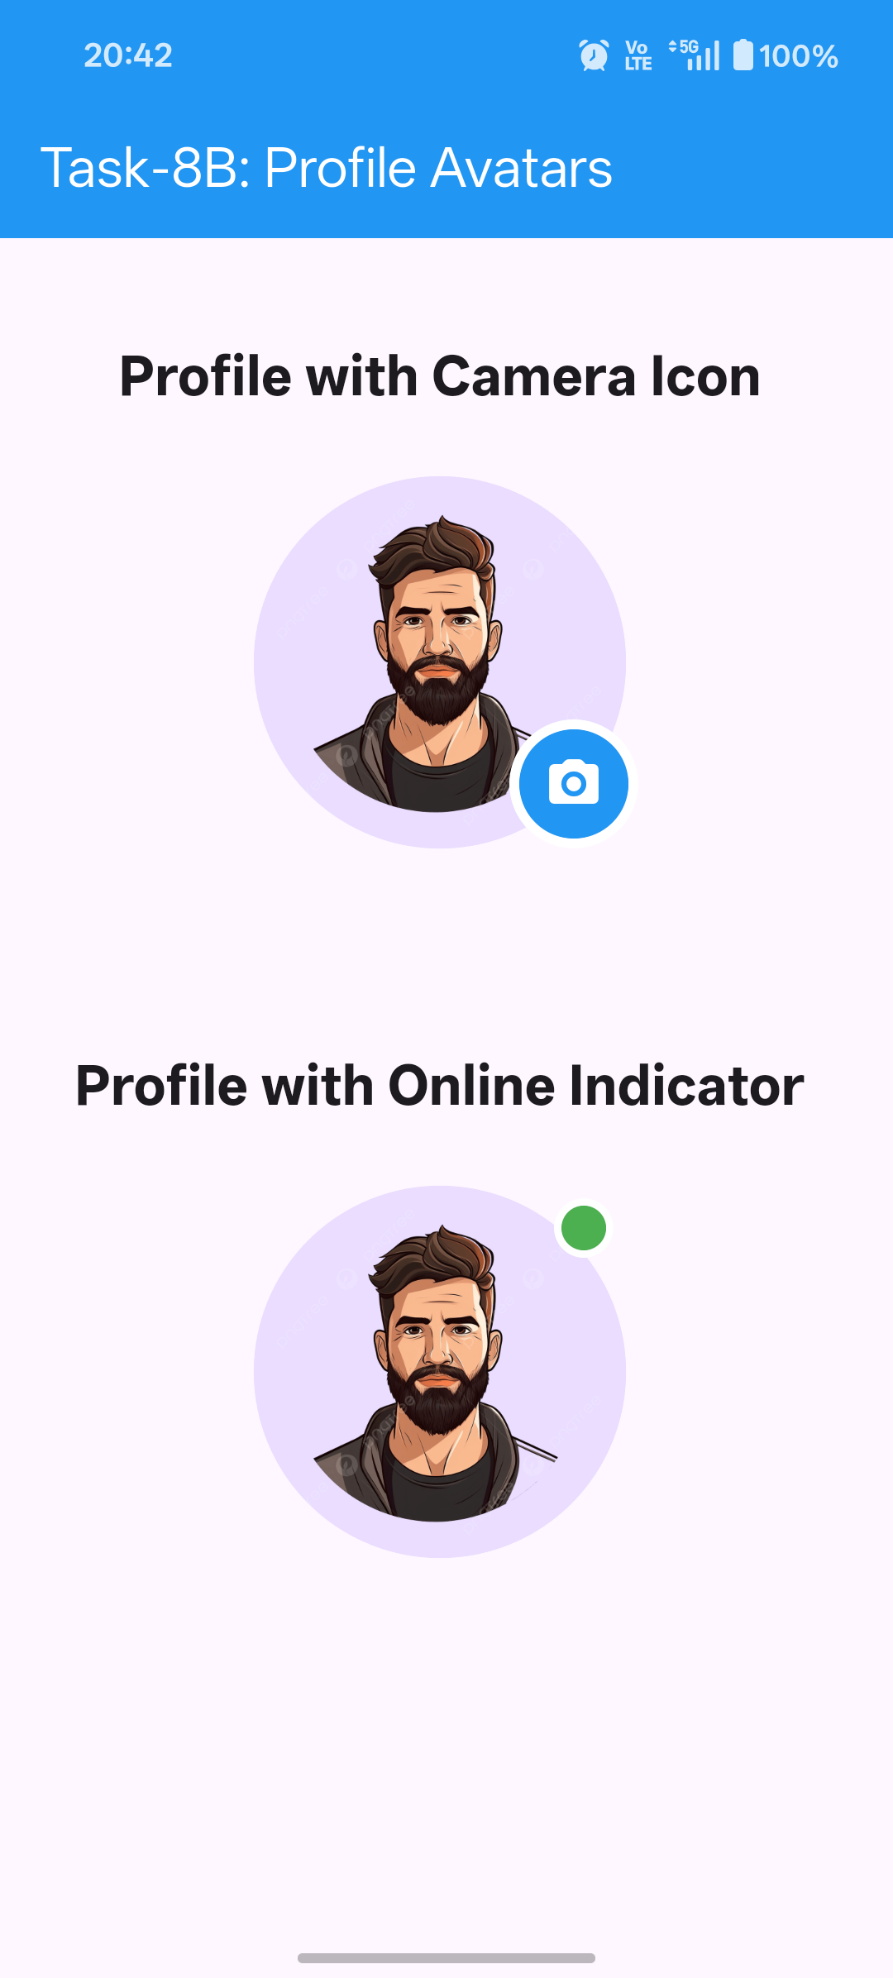 20:42 Vo LTE 5G 100%
Task-8B: Profile Avatars
Profile with Camera Icon
Profile with Online Indicator